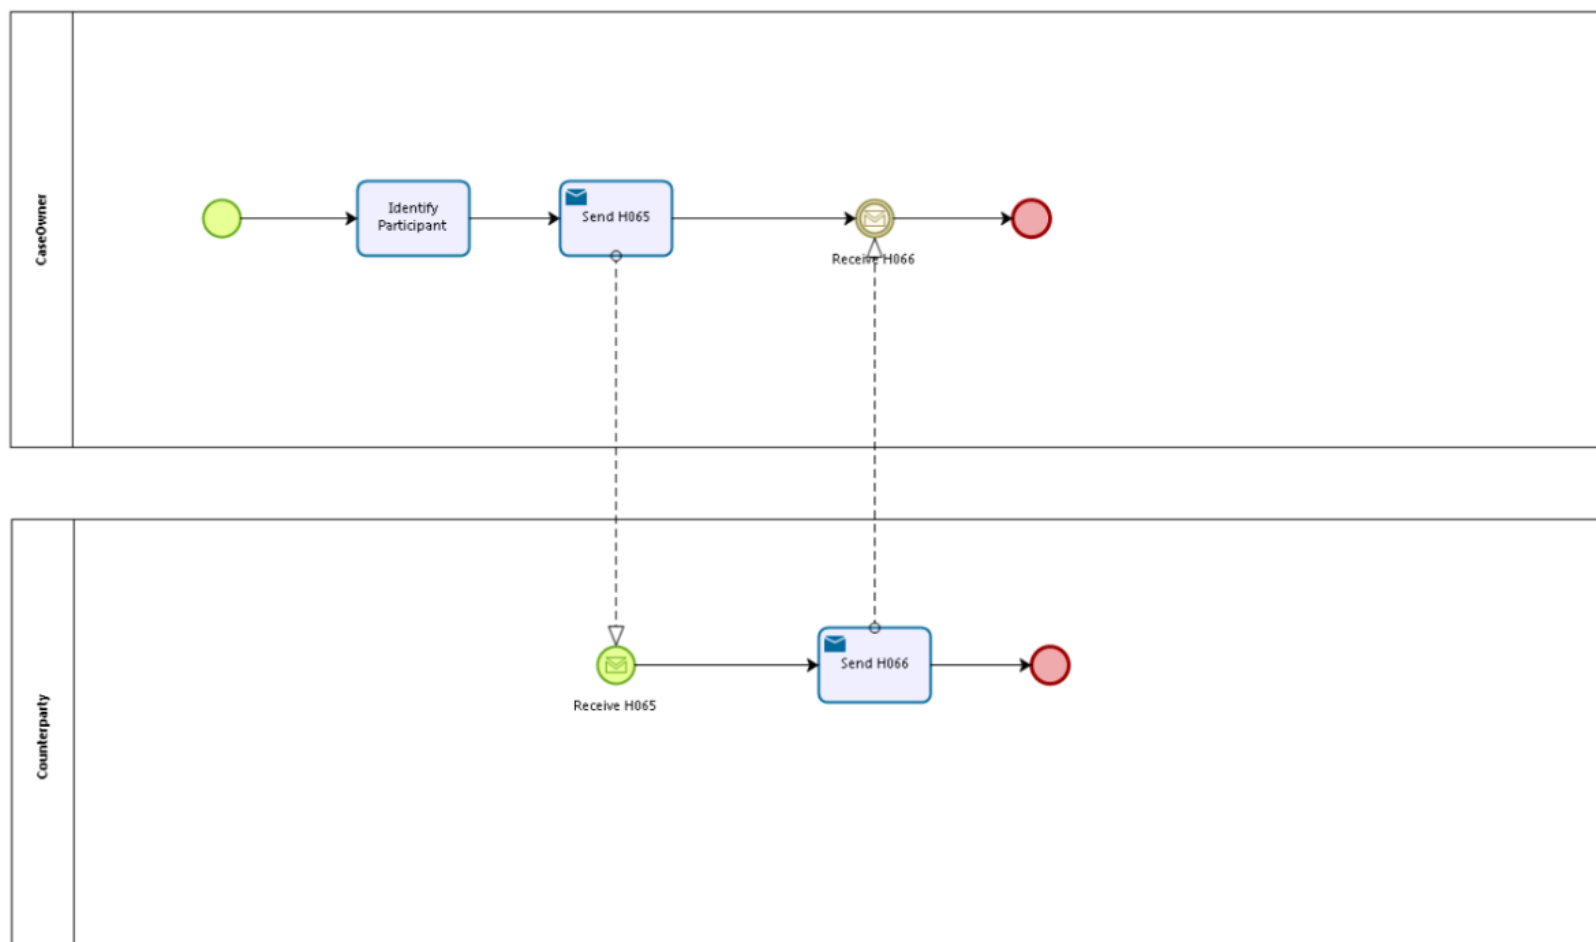 CaseOwner
Identify
Participant
Send H065
Receive H066
Counterparty
Receive H065
Send H066